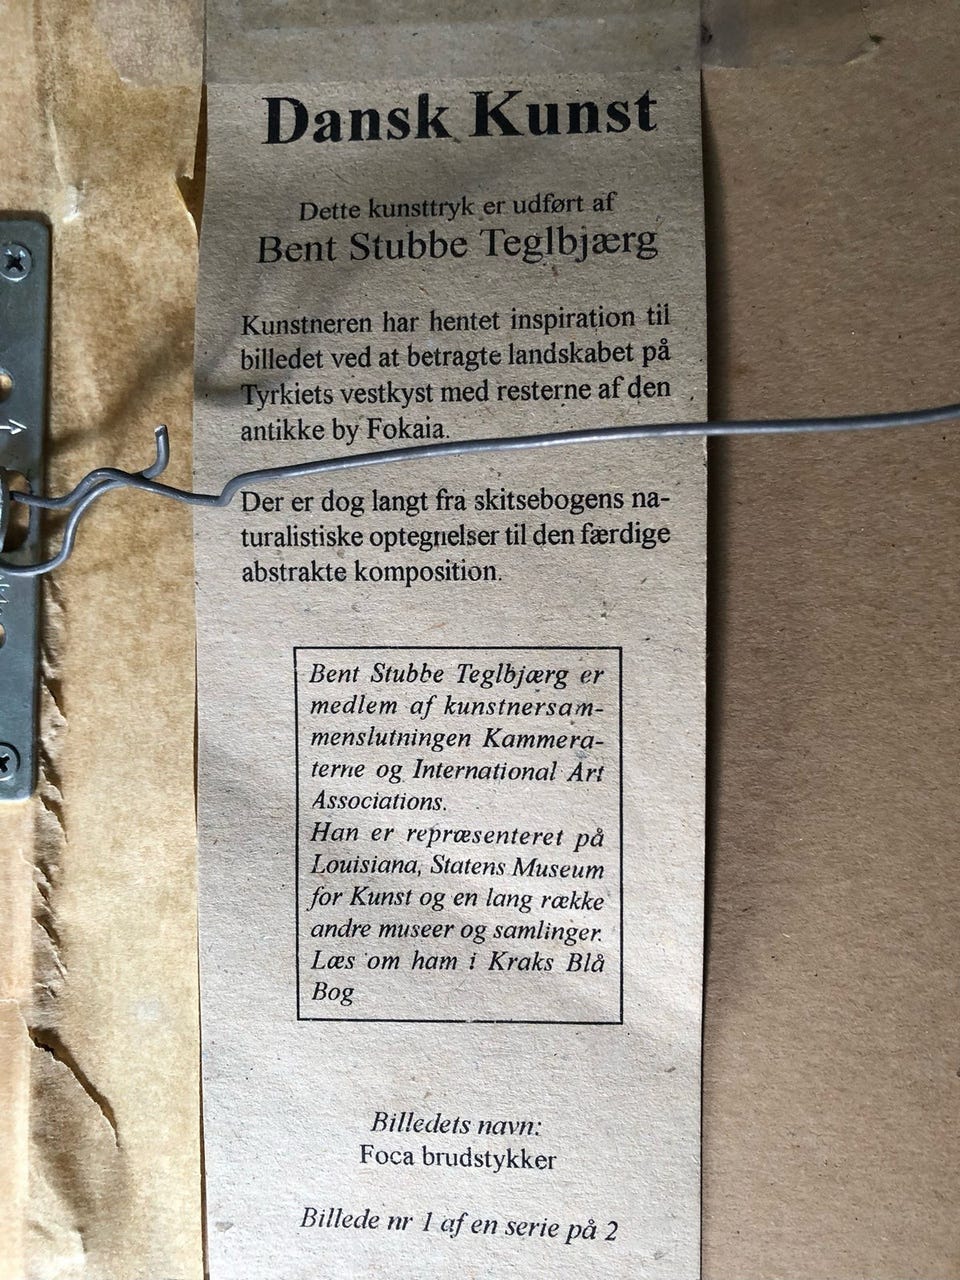 Dansk Kunst
Dette kunsttryk er udført af
Bent Stubbe Teglbjærg
Kunstneren har hentet inspiration til
billedet ved at betragte landskabet på
Tyrkiets vestkyst med resterne af den
antikke by Fokaia.
Der er dog langt fra skitsebogens na-
turalistiske optegnelser til den færdige
abstrakte komposition.
Bent Stubbe Teglbjærg er
medlem af kunstnersam-
menslutningen Kammera-
terne og International Art
Associations.
Han er repræsenteret på
Louisiana, Statens Museum
for Kunst og en lang række
andre museer og samlinger.
Læs om ham i Kraks Blå
Bog
Billedets navn:
Foca brudstykker
Billede nr 1 af en serie på 2